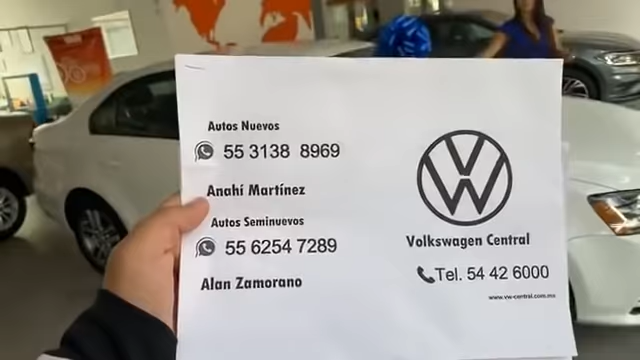 Autos Nuevos
55 3138 8969
Anahí Martínez
Autos Seminuevos
55 6254 7289
Alan Zamorano
Volkswagen Central
Tel. 54 42 6000
www.vw-central.com.mx